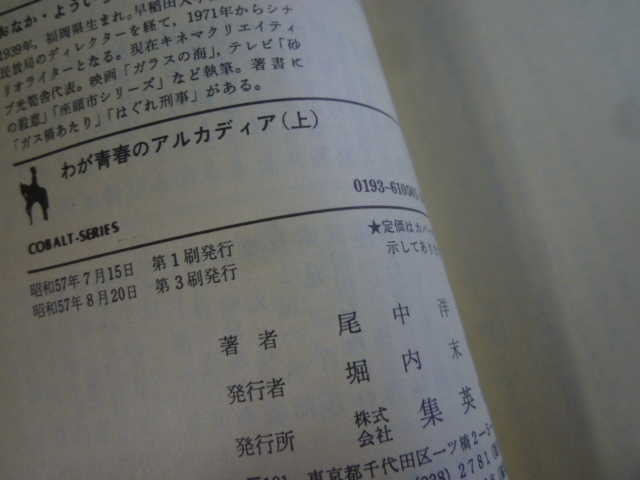 おなか・ようい
1939年，福岡県生まれ。早稲田大学
民放局のディレクターを経て，1971年からシナ
リオライターとなる。現在キネマクリエイティ
ブ光荀舎代表。映画「ガラスの海」，テレビ「砂
の殺意」「座頭市シリーズ」など執筆。著書に
「ガス橋あたり」「はぐれ刑事」がある。
わが青春のアルカディア（上）
0193-610501
COBALT-SERIES
★定価はカバー
示してあり
昭和57年7月15日 第1刷発行
昭和57年8月20日 第3刷発行
著者 尾中洋
発行者 堀内末
発行所 株式会社 集英
東京都千代田区一ツ橋2-5-
(238) 2781